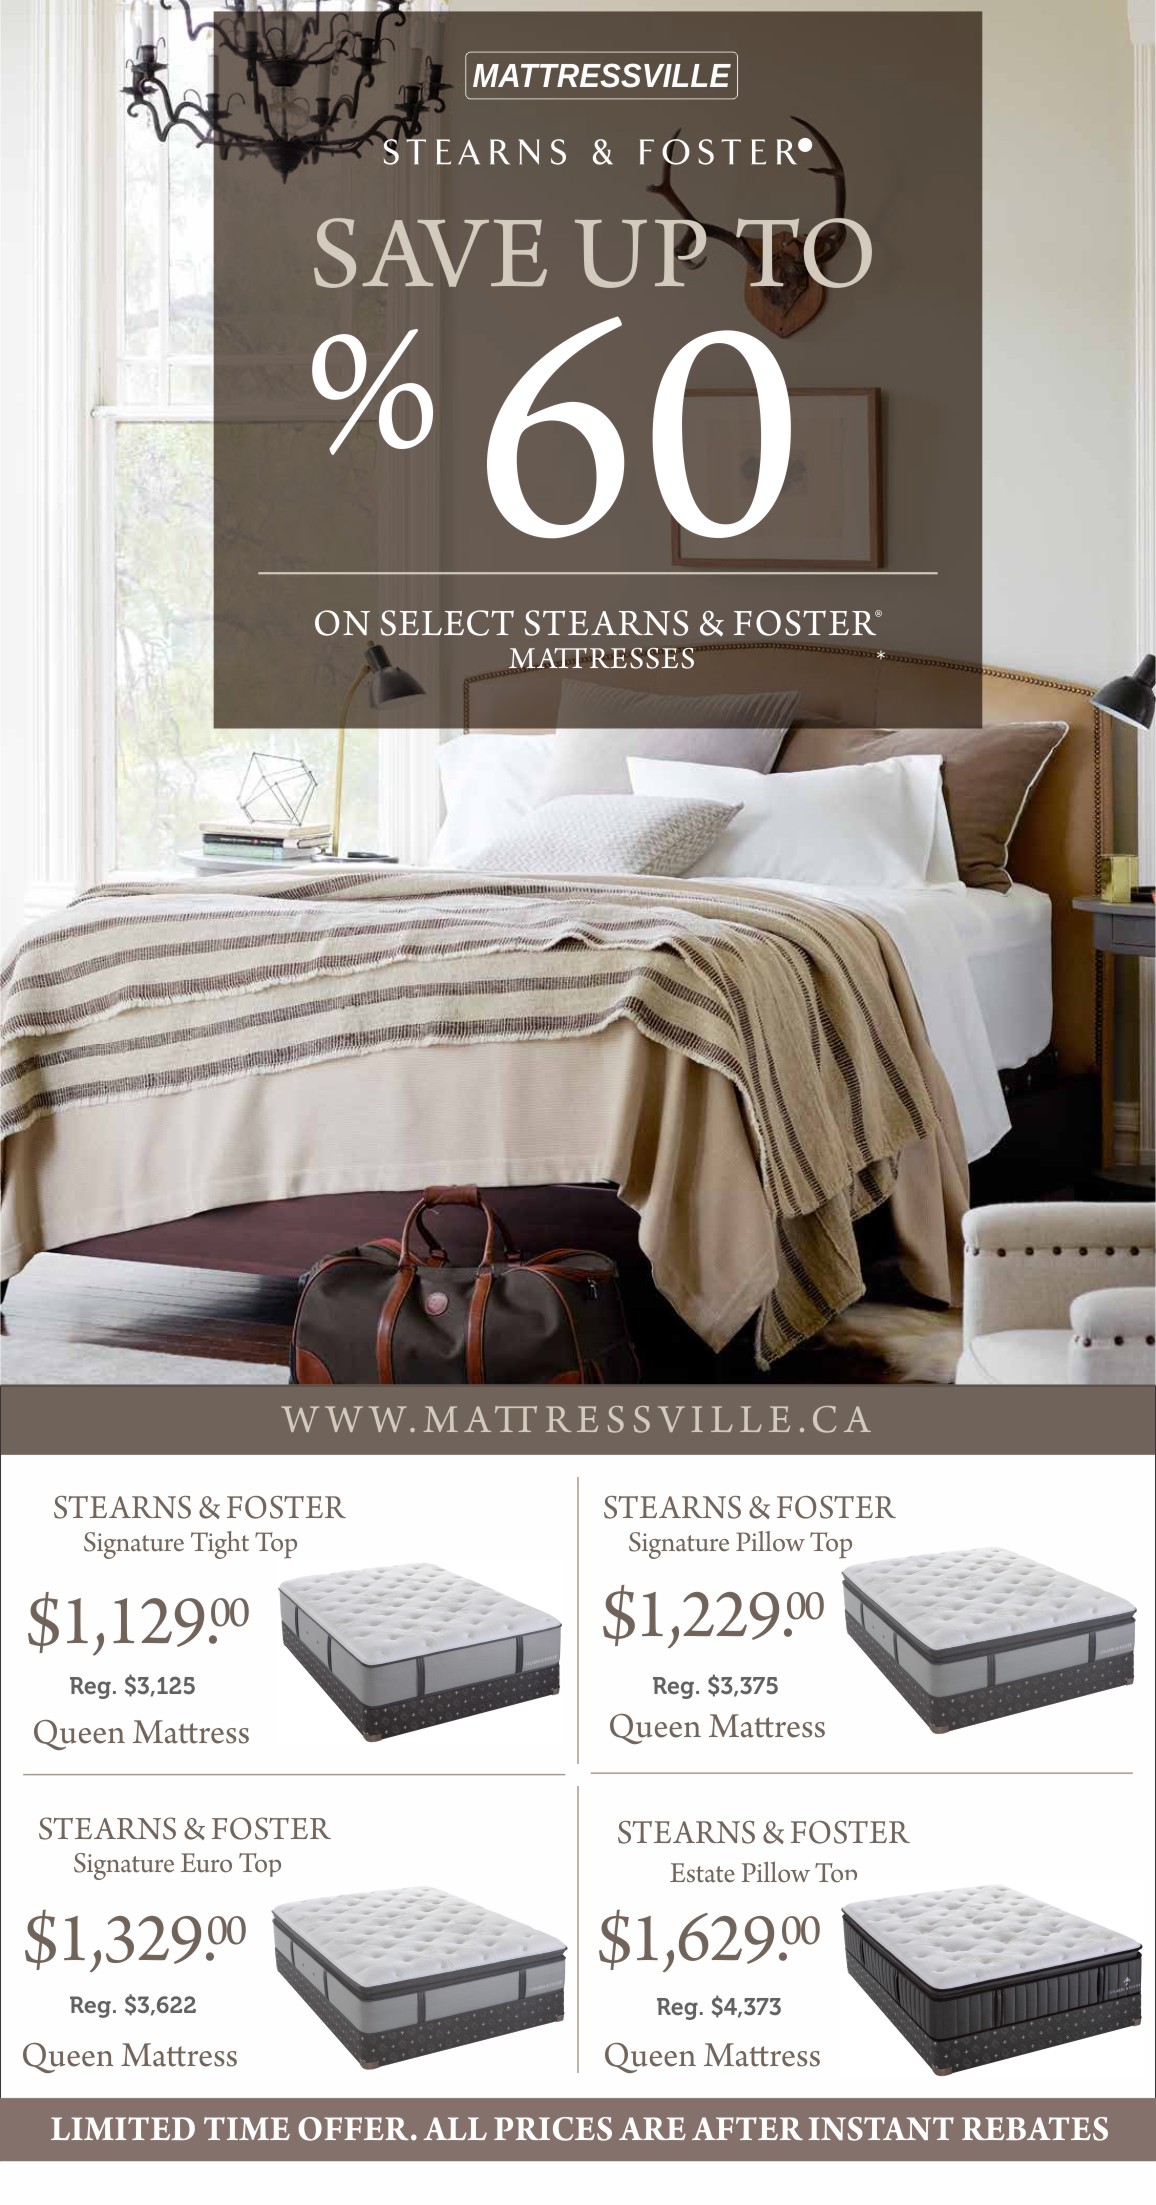 MATTRESSVILLE
STEARNS & FOSTER
SAVE UP TO
% 60
ON SELECT STEARNS & FOSTER®
MATTRESSES *
WWW.MATTRESSVILLE.CA
STEARNS & FOSTER
Signature Tight Top
$1,129.00
Reg. $3,125
Queen Mattress
STEARNS & FOSTER
Signature Pillow Top
$1,229.00
Reg. $3,375
Queen Mattress
STEARNS & FOSTER
Signature Euro Top
$1,329.00
Reg. $3,622
Queen Mattress
STEARNS & FOSTER
Estate Pillow Top
$1,629.00
Reg. $4,373
Queen Mattress
LIMITED TIME OFFER. ALL PRICES ARE AFTER INSTANT REBATES